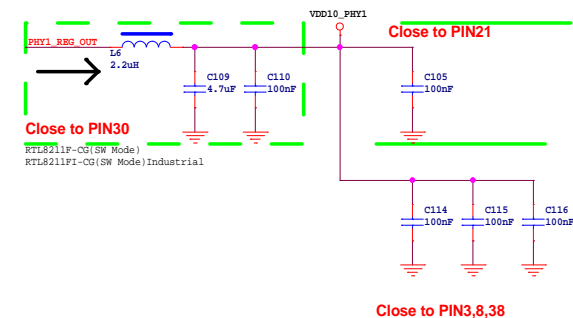 VDD10_PHY1
Close to PIN21
PHY1_REG_OUT
L6
2.2uH
C109
4.7uF
C110
100nF
C105
100nF
Close to PIN30
RTL8211F-CG(SW Mode)
RTL8211FI-CG(SW Mode)Industrial
C114
100nF
C115
100nF
C116
100nF
Close to PIN3,8,38